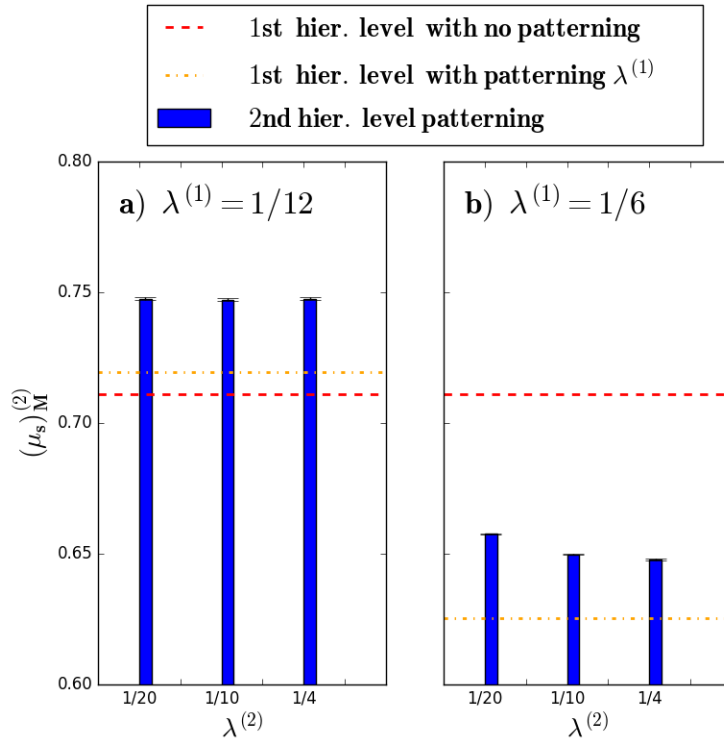 1st hier. level with no patterning
1st hier. level with patterning λ^(1)
2nd hier. level patterning
a) λ^(1) = 1/12
b) λ^(1) = 1/6
0.80
0.75
0.70
0.65
0.60
(μ_s)_M^(2)
1/20 1/10 1/4
1/20 1/10 1/4
λ^(2)
λ^(2)